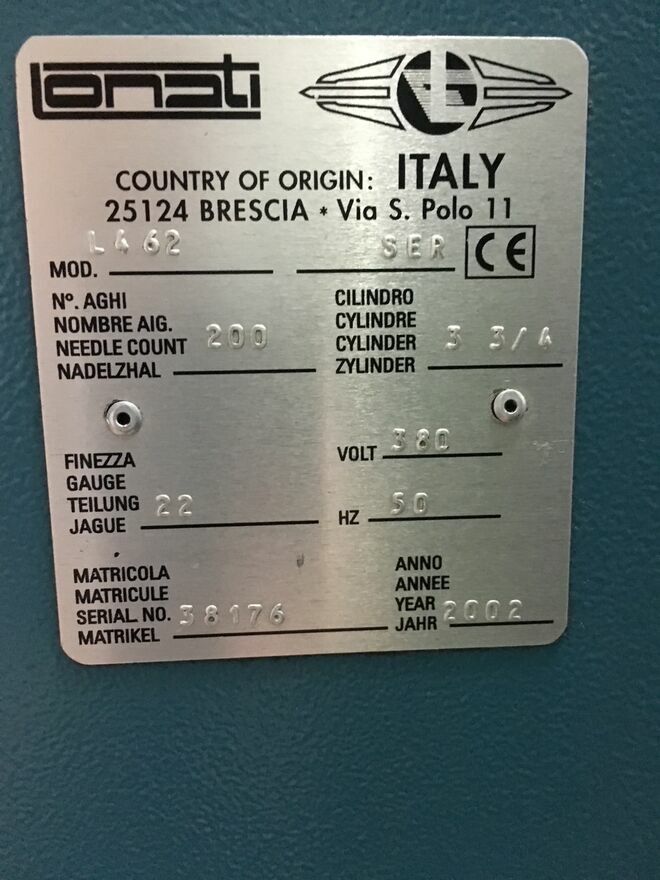 Lonati
COUNTRY OF ORIGIN: ITALY
25124 BRESCIA * Via S. Polo 11
MOD. L462 SER CE
Nº. AGHI
NOMBRE AIG.
NEEDLE COUNT 200
NADELZHAL
CILINDRO
CYLINDRE
CYLINDER 3 3/4
ZYLINDER
FINEZZA
GAUGE
TEILUNG 22
JAGUE
VOLT 380
HZ 50
MATRICOLA
MATRICULE
SERIAL. NO. 38176
MATRIKEL
ANNO
ANNEE
YEAR 2002
JAHR